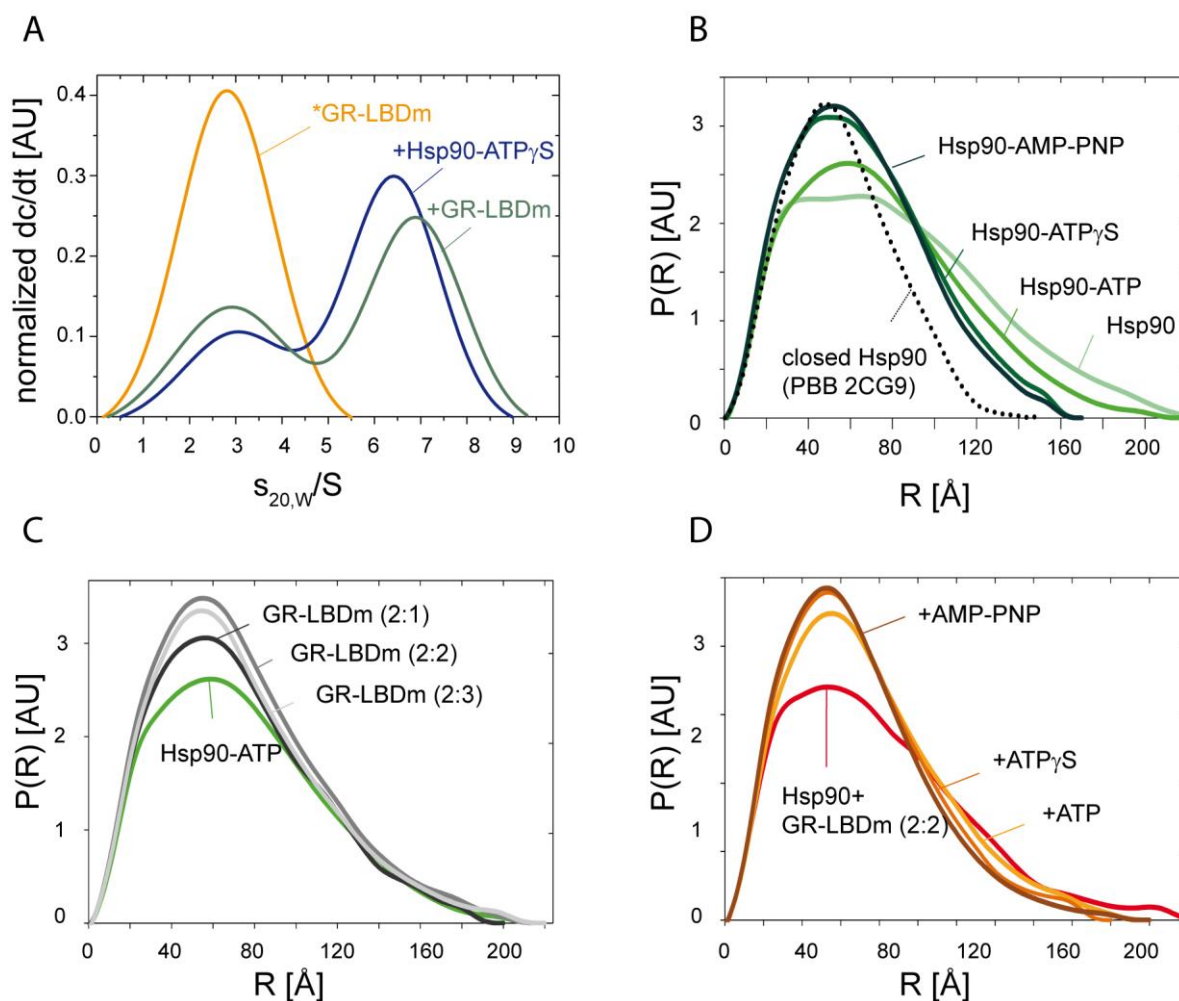 A
normalized dc/dt [AU]
0.4
0.3
0.2
0.1
0.0
*GR-LBDm
+Hsp90-ATPγS
+GR-LBDm
0 1 2 3 4 5 6 7 8 9 10
s20,W/S
B
P(R) [AU]
3
2
1
0
Hsp90-AMP-PNP
Hsp90-ATPγS
Hsp90-ATP
Hsp90
closed Hsp90
(PBB 2CG9)
0 40 80 120 160 200
R [Å]
C
P(R) [AU]
3
2
1
0
GR-LBDm (2:1)
GR-LBDm (2:2)
GR-LBDm (2:3)
Hsp90-ATP
0 40 80 120 160 200
R [Å]
D
P(R) [AU]
3
2
1
0
+AMP-PNP
+ATPγS
+ATP
Hsp90+
GR-LBDm (2:2)
0 40 80 120 160 200
R [Å]